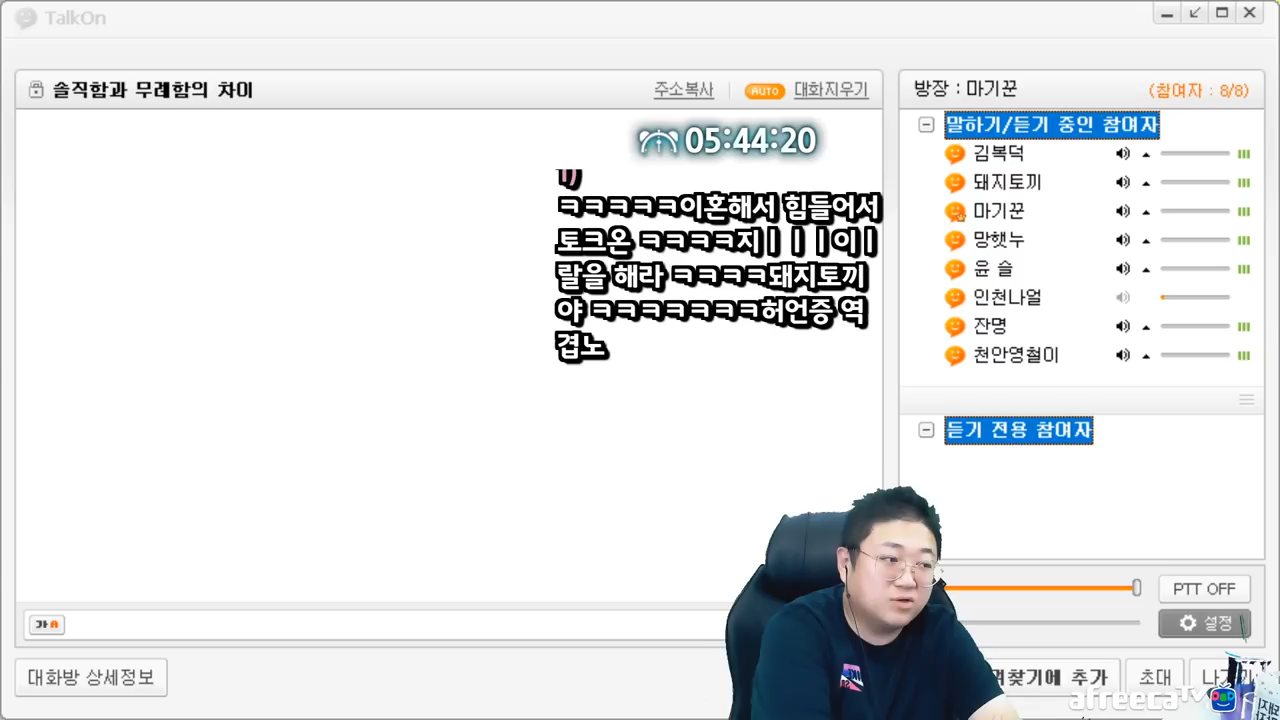 TalkOn
솔직함과 무례함의 차이
주소복사
AUTO
대화지우기
방장 : 마기꾼
(참여자 : 8/8)
05:44:20
ㅋㅋㅋㅋㅋ이혼해서 힘들어서
토크온 ㅋㅋㅋㅋ지ㅣㅣㅣ이ㅣ
랄을 해라 ㅋㅋㅋㅋ돼지토끼
야 ㅋㅋㅋㅋㅋㅋㅋ허언증 역
겹노
말하기/듣기 중인 참여자
김복덕
돼지토끼
마기꾼
망햇누
윤 슬
인천나얼
잔명
천안영철이
듣기 전용 참여자
PTT OFF
설정
가
대화방 상세정보
찾기에 추가
초대
afreecaTV